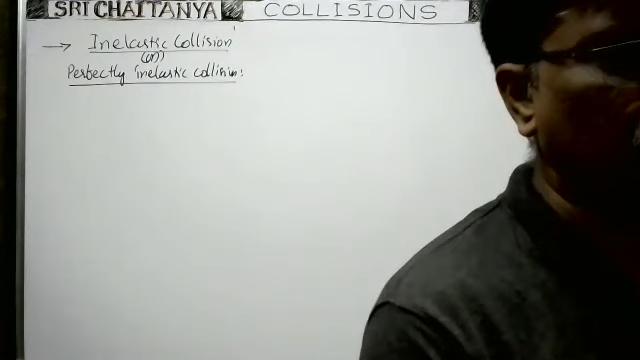 SRI CHAITANYA COLLISIONS
→ Inelastic Collision
(or)
Perfectly inelastic collision: